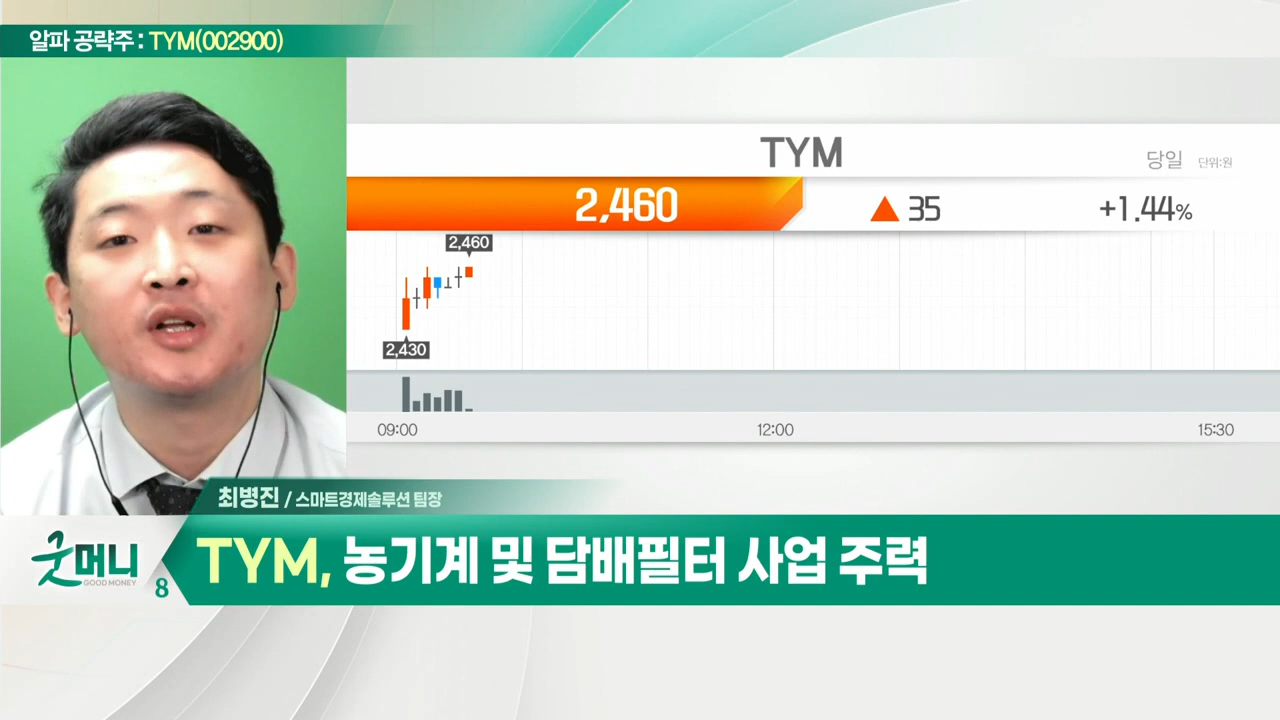 알파 공략주 : TYM(002900)
TYM
당일 단위:원
2,460 ▲ 35 +1.44%
2,460
2,430
09:00 12:00 15:30
최병진 / 스마트경제솔루션 팀장
굿머니
GOOD MONEY
8
TYM, 농기계 및 담배필터 사업 주력